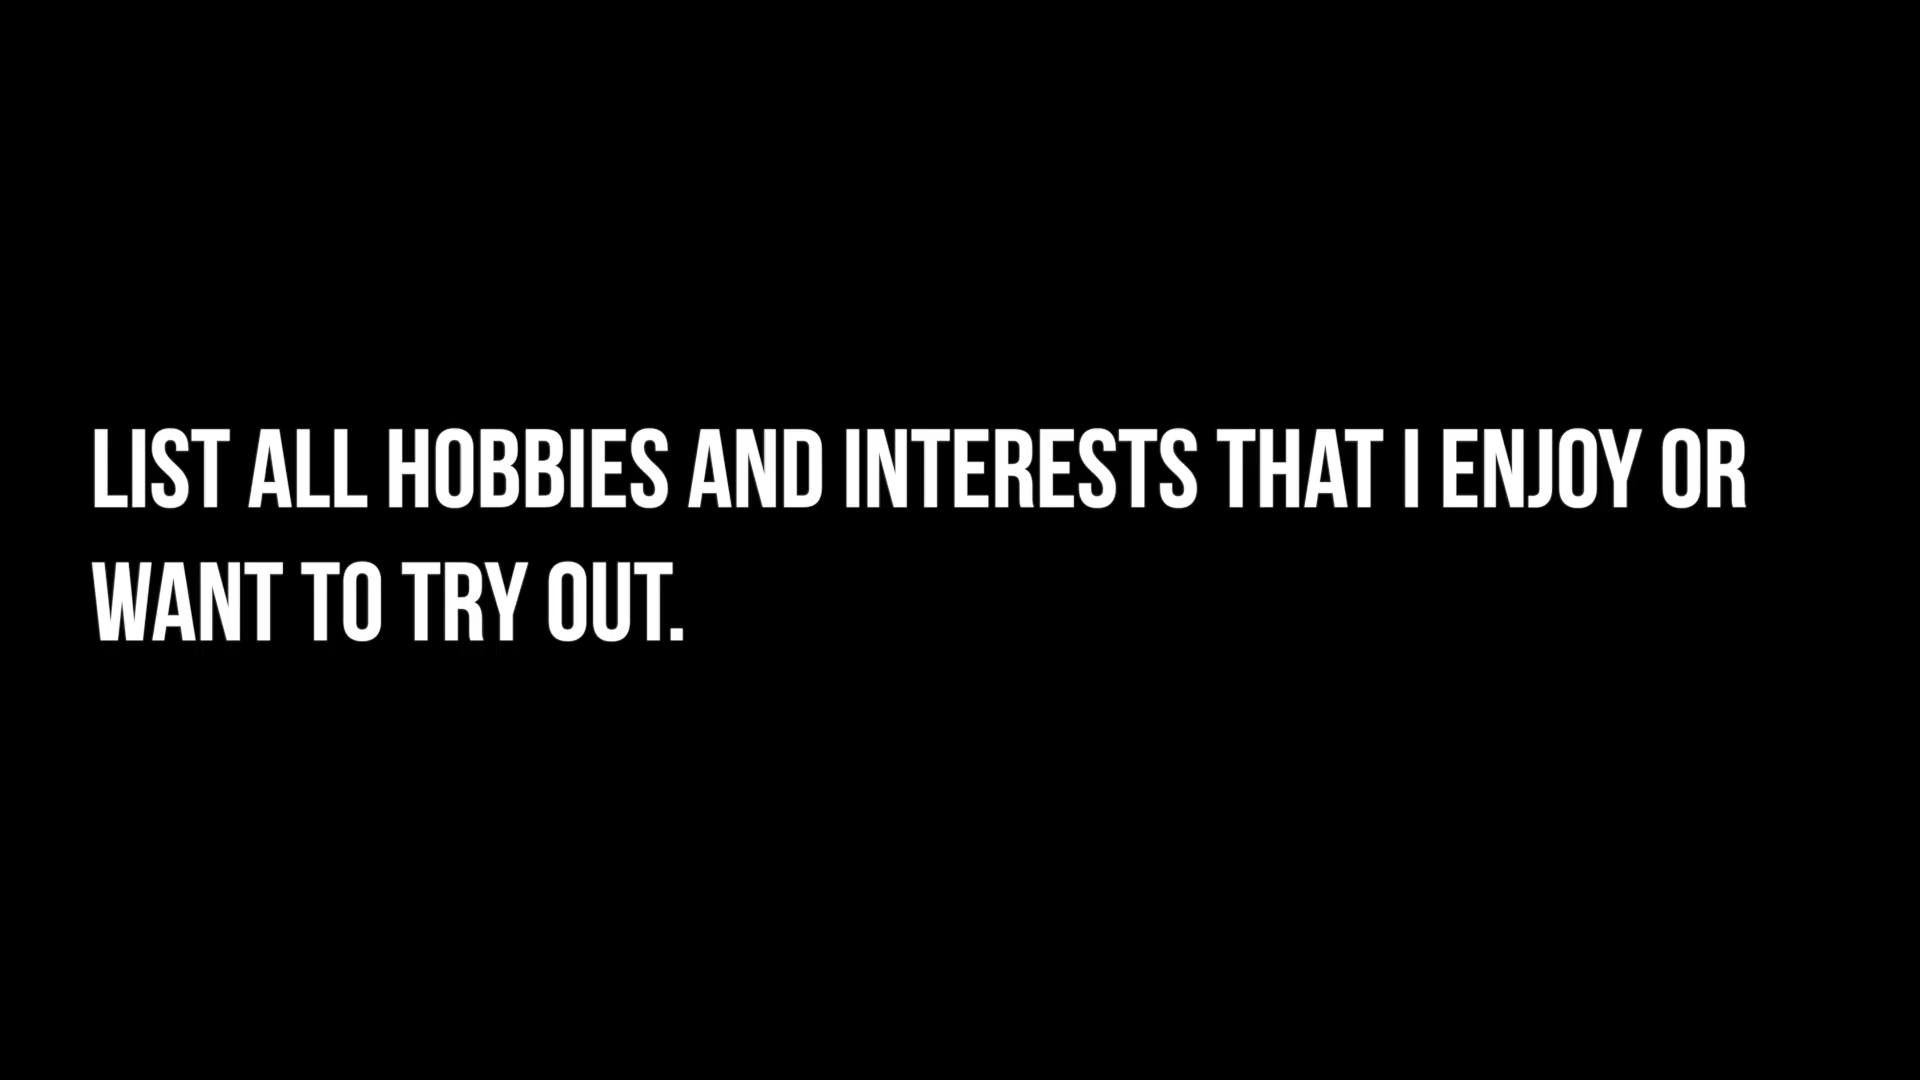 LIST ALL HOBBIES AND INTERESTS THAT I ENJOY OR
WANT TO TRY OUT.